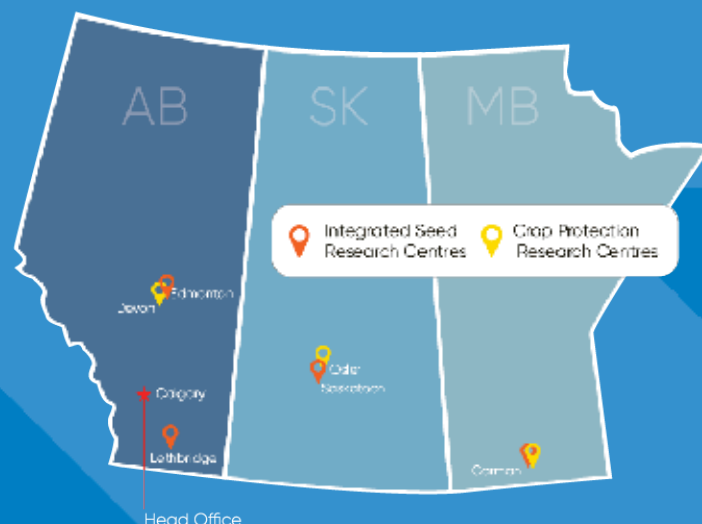 AB
SK
MB
Integrated Seed
Research Centres
Crop Protection
Research Centres
Edmonton
Devon
Osler
Saskatoon
Calgary
Lethbridge
Carman
Head Office